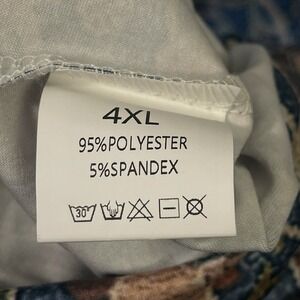 4XL
95%POLYESTER
5%SPANDEX
30°